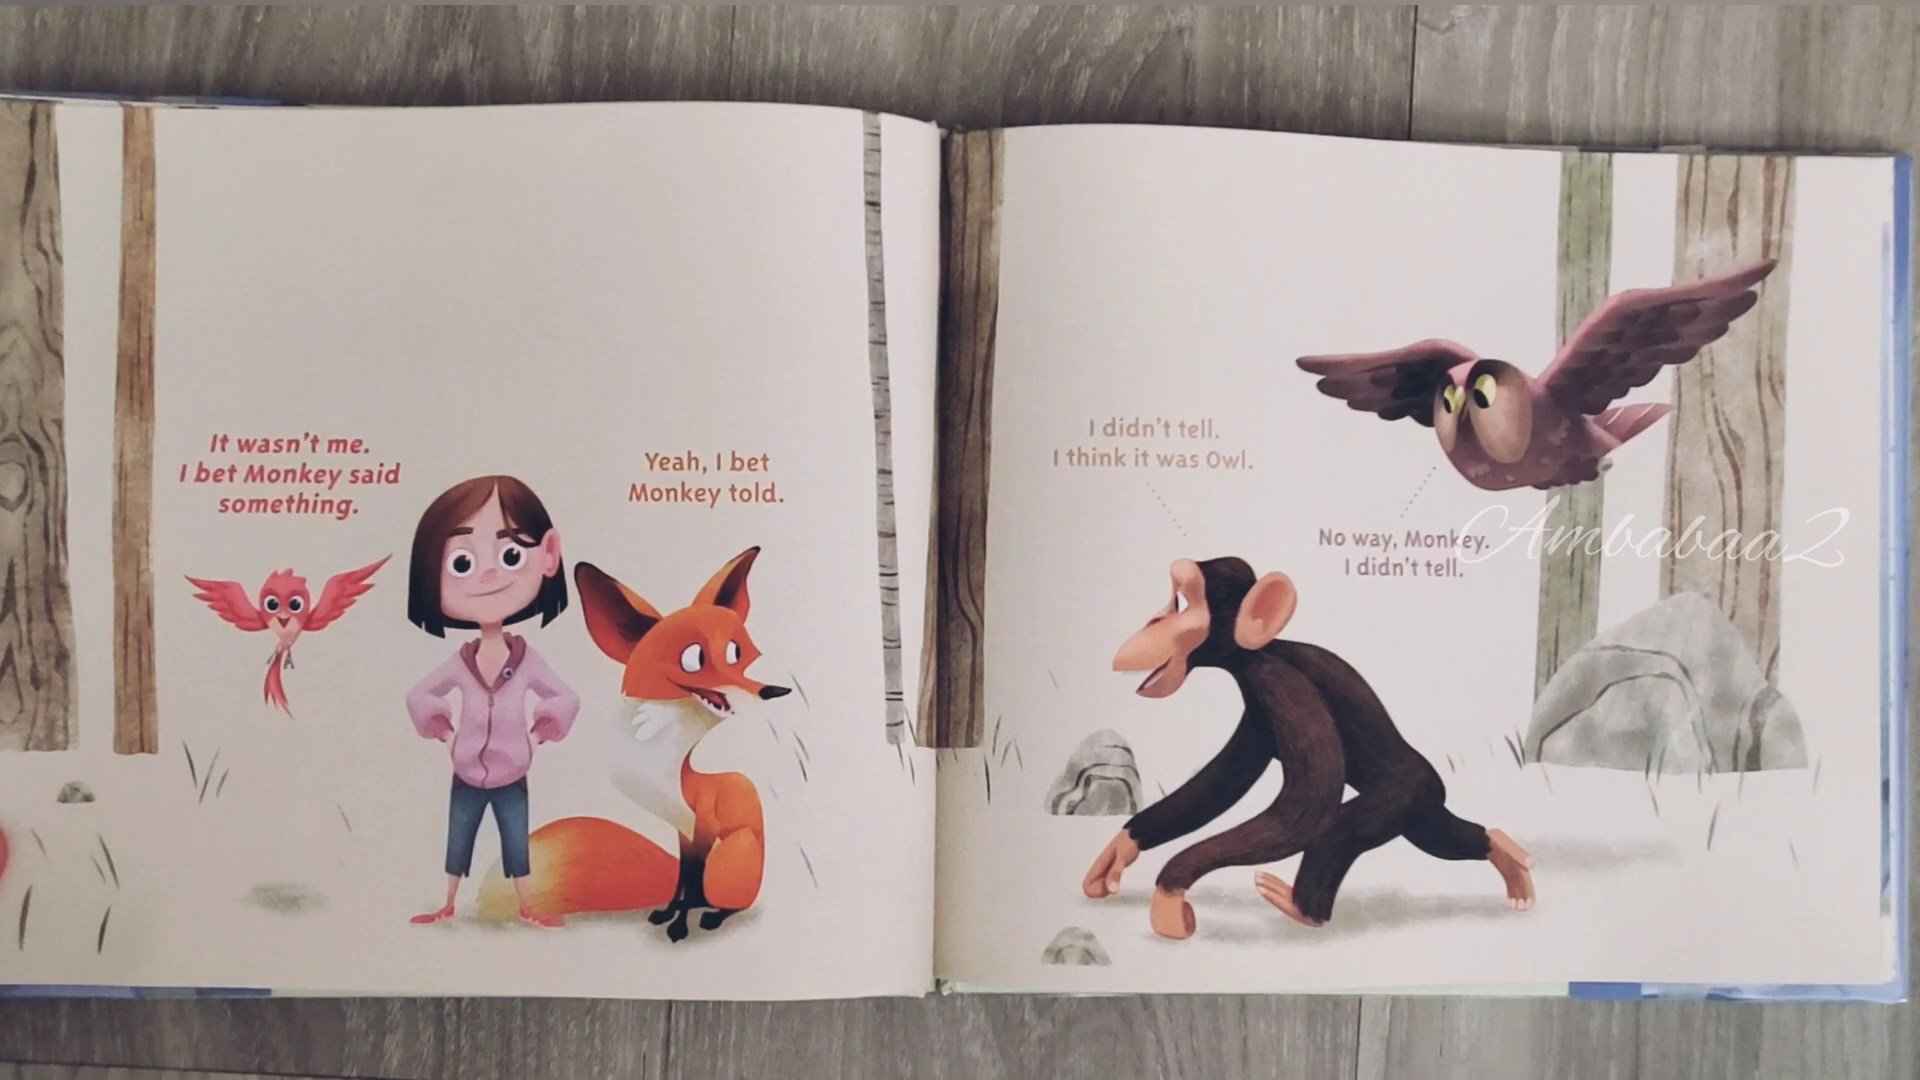 It wasn't me.
I bet Monkey said
something.
Yeah, I bet
Monkey told.
I didn't tell.
I think it was Owl.
No way, Monkey.
I didn't tell.
Ambabaa2